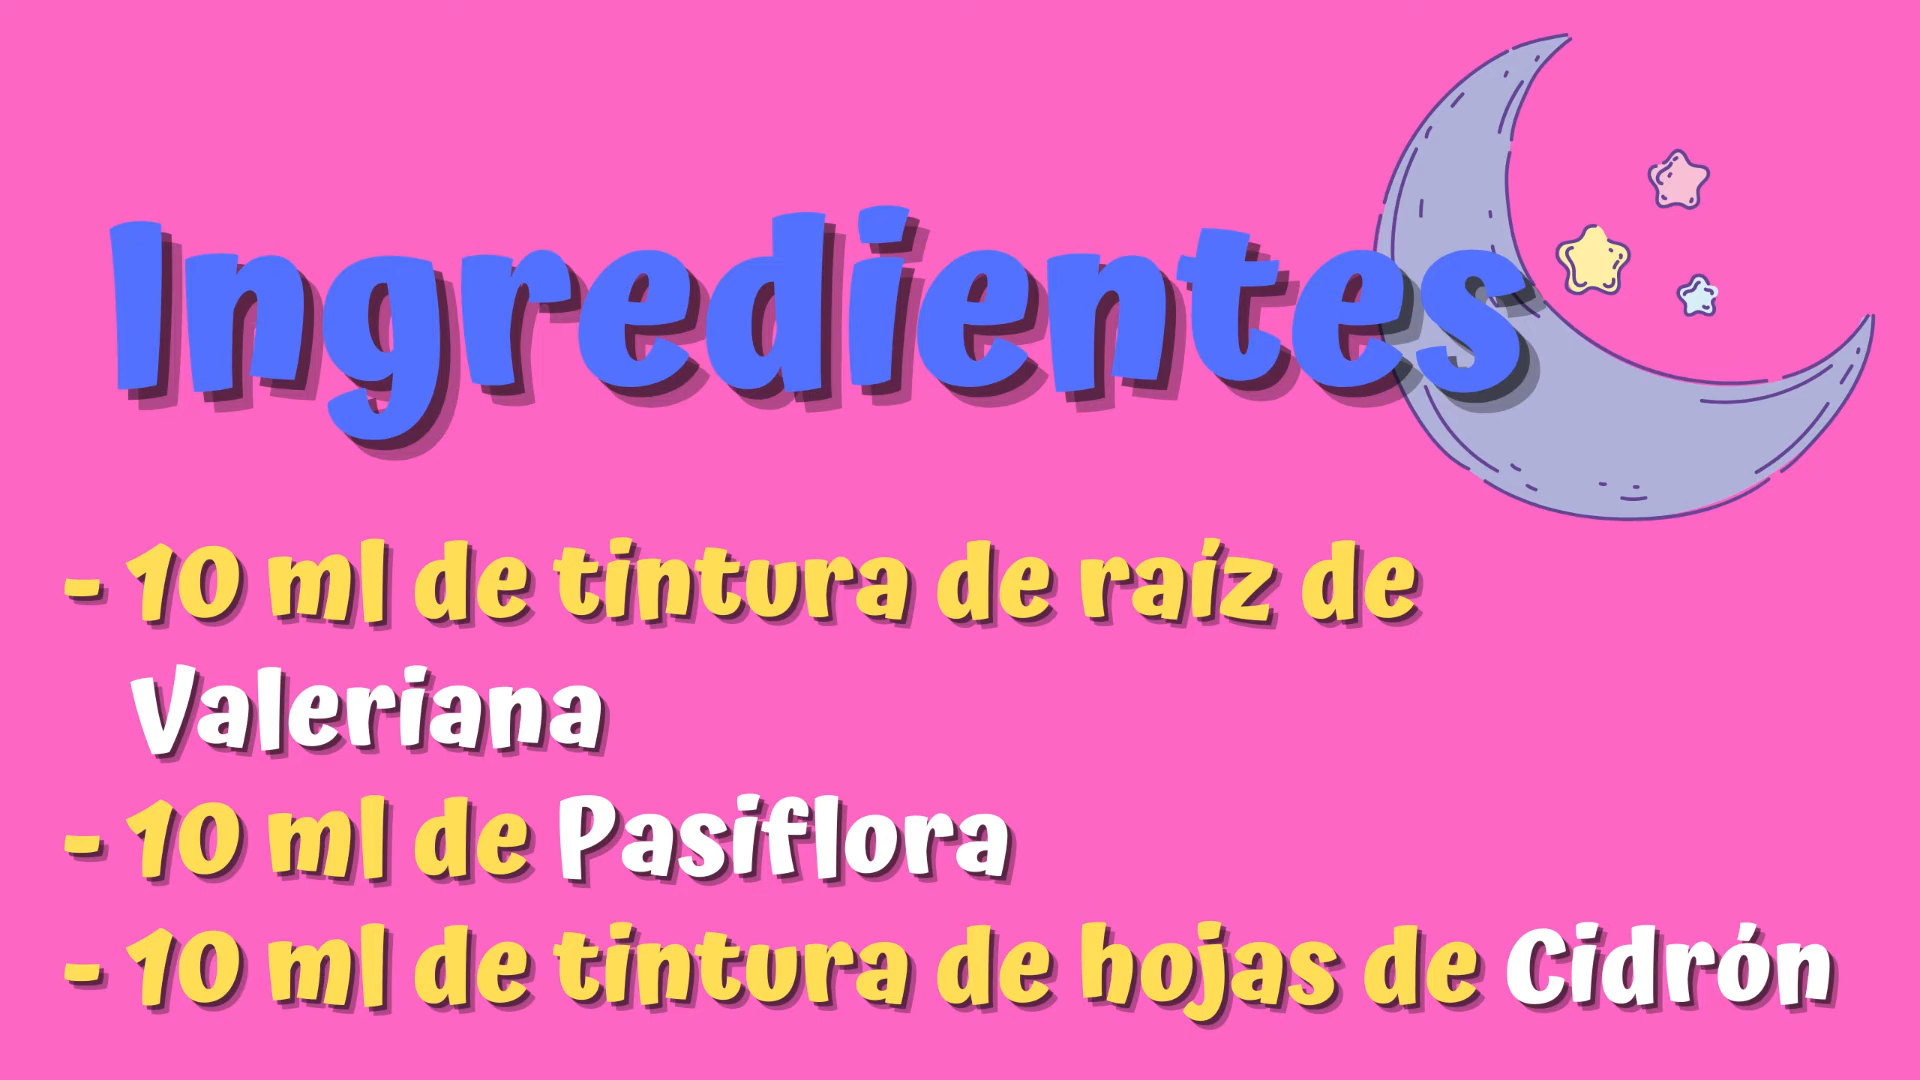 Ingredientes
- 10 ml de tintura de raíz de
Valeriana
- 10 ml de Pasiflora
- 10 ml de tintura de hojas de Cidrón